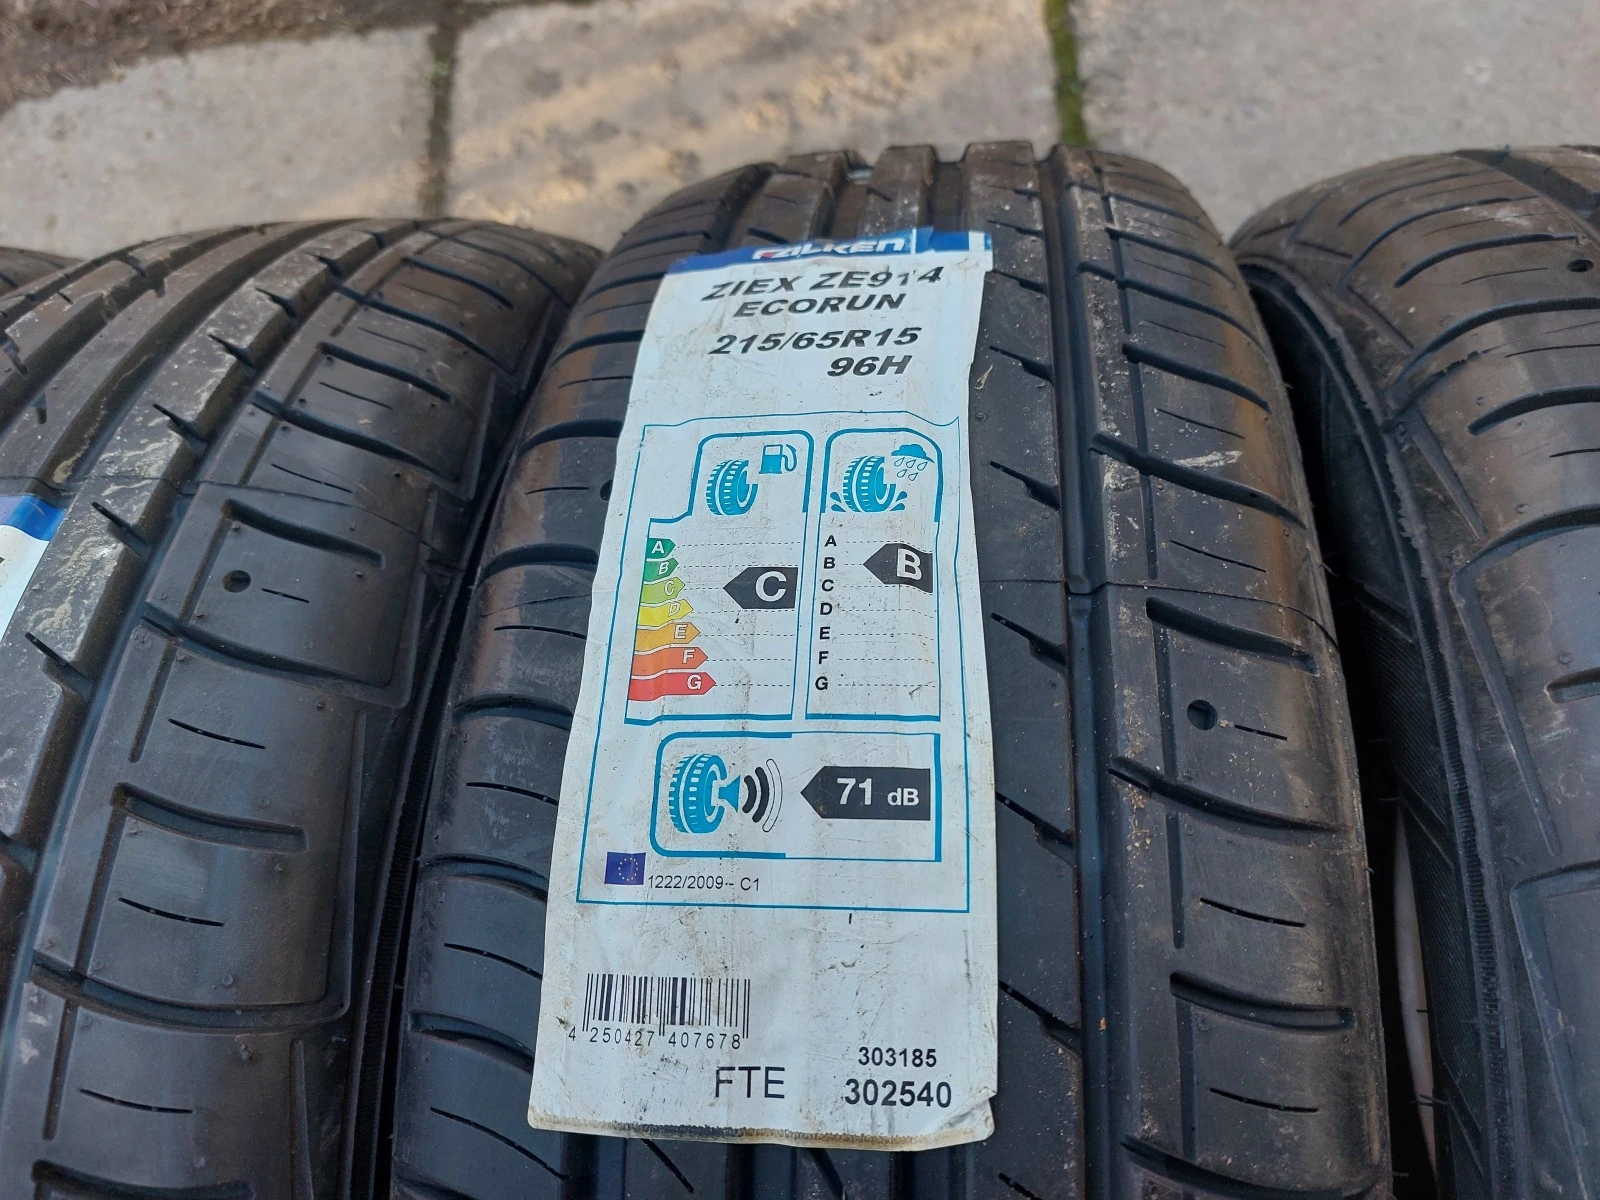 FALKEN
ZIEX ZE914
ECORUN
215/65R15
96H
A
B
C
D
E
F
G
C
A
B
C
D
E
F
G
B
71 dB
1222/2009 - C1
4 250427 407678
303185
FTE 302540